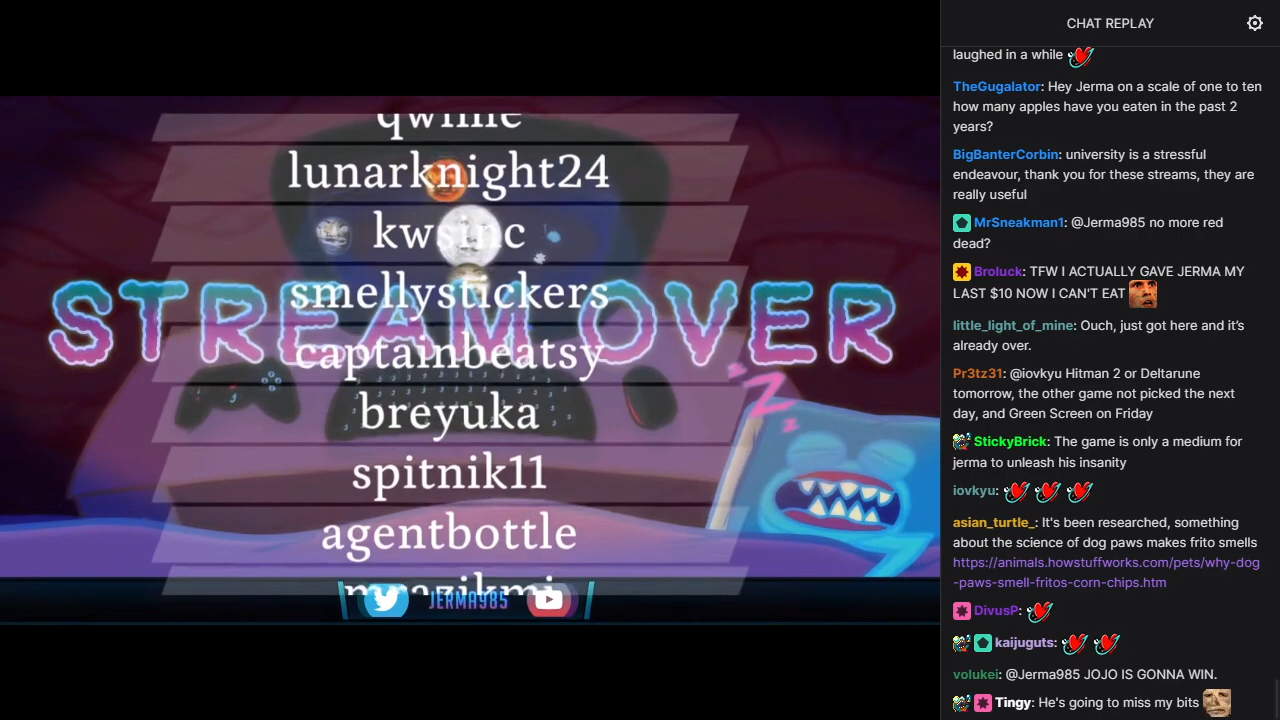 qwinie
lunarknight24
kwsinc
smellystickers
STREAM OVER
captainbeatsy
breyuka
spitnik11
agentbottle
JERMA985
CHAT REPLAY
laughed in a while
TheGugalator: Hey Jerma on a scale of one to ten
how many apples have you eaten in the past 2
years?
BigBanterCorbin: university is a stressful
endeavour, thank you for these streams, they are
really useful
MrSneakman1: @Jerma985 no more red
dead?
Broluck: TFW I ACTUALLY GAVE JERMA MY
LAST $10 NOW I CAN'T EAT
little_light_of_mine: Ouch, just got here and it's
already over.
Pr3tz31: @iovkyu Hitman 2 or Deltarune
tomorrow, the other game not picked the next
day, and Green Screen on Friday
StickyBrick: The game is only a medium for
jerma to unleash his insanity
iovkyu:
asian_turtle_: It's been researched, something
about the science of dog paws makes frito smells
https://animals.howstuffworks.com/pets/why-dog
-paws-smell-fritos-corn-chips.htm
DivusP:
kaijuguts:
volukei: @Jerma985 JOJO IS GONNA WIN.
Tingy: He's going to miss my bits